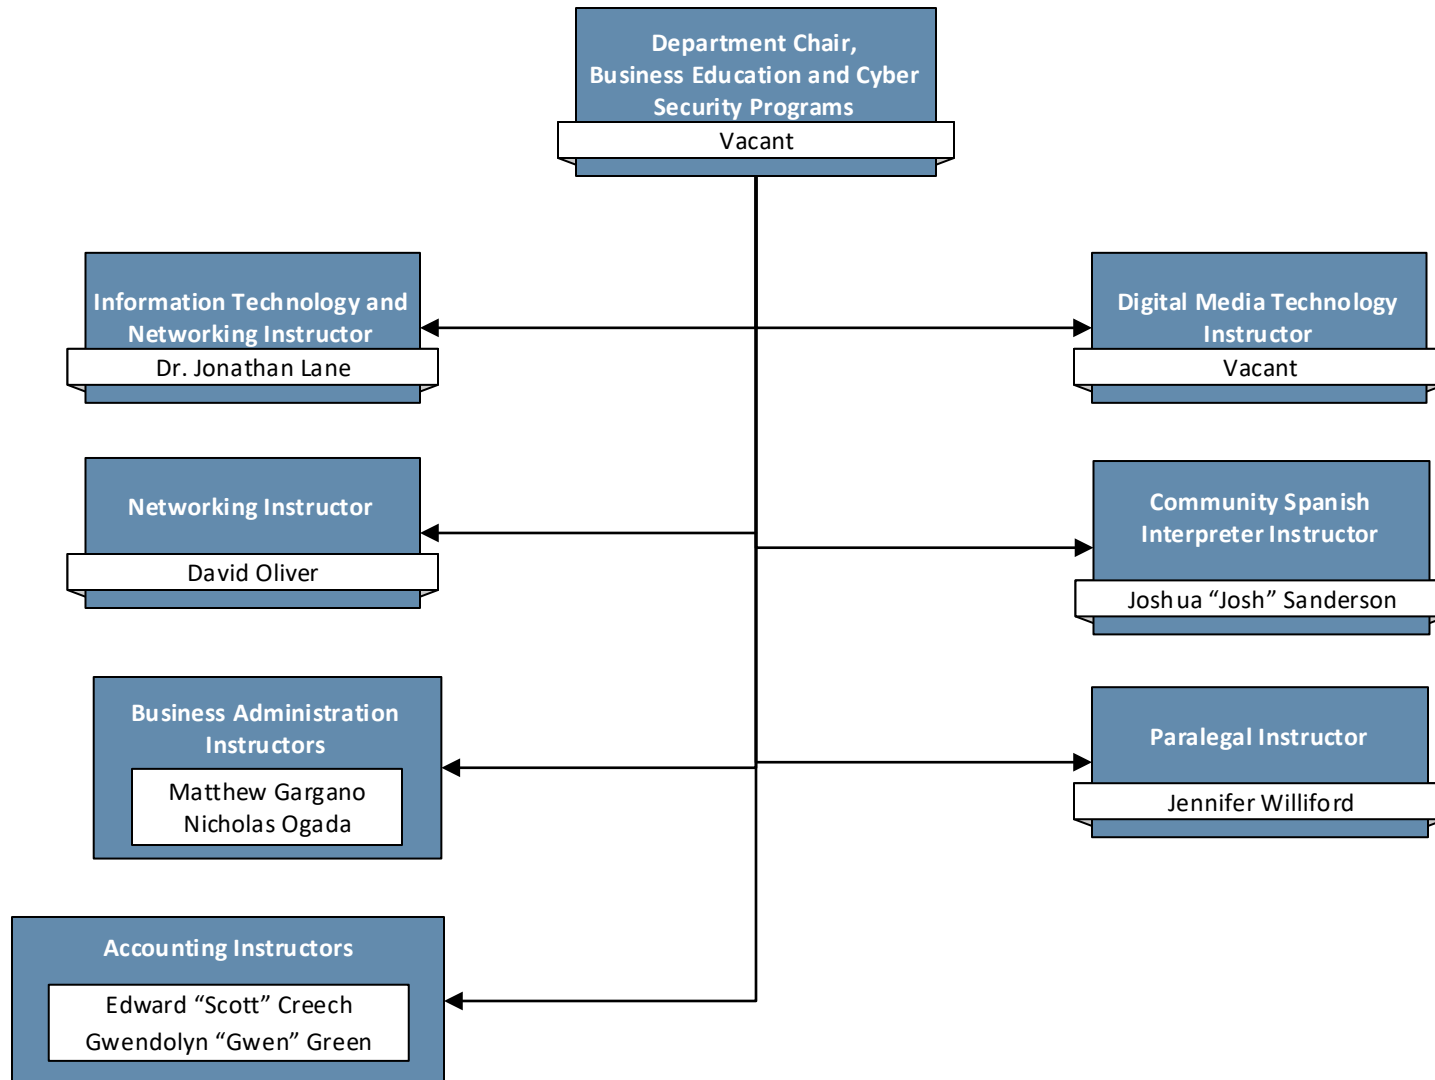 Department Chair,
Business Education and Cyber
Security Programs
Vacant
Information Technology and
Networking Instructor
Dr. Jonathan Lane
Digital Media Technology
Instructor
Vacant
Networking Instructor
David Oliver
Community Spanish
Interpreter Instructor
Joshua “Josh” Sanderson
Business Administration
Instructors
Matthew Gargano
Nicholas Ogada
Paralegal Instructor
Jennifer Williford
Accounting Instructors
Edward “Scott” Creech
Gwendolyn “Gwen” Green